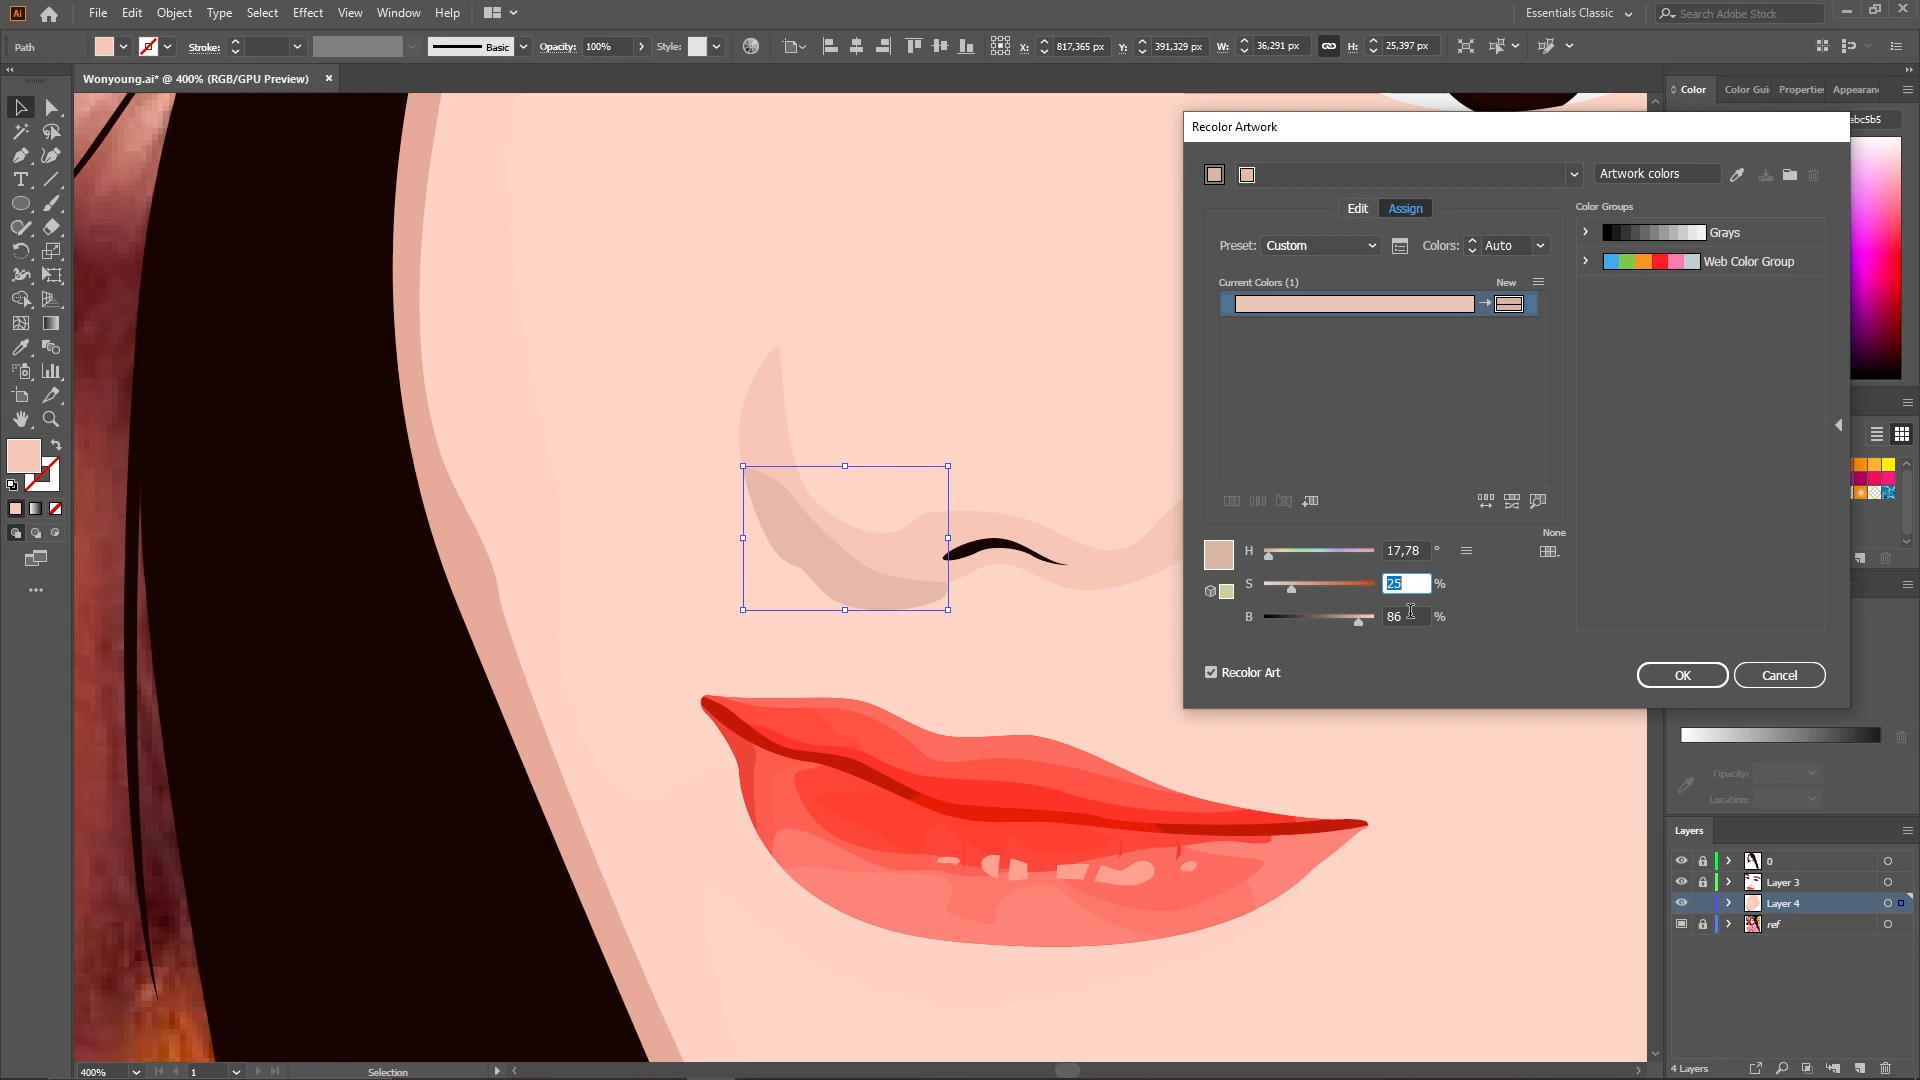 Ai File Edit Object Type Select Effect View Window Help Essentials Classic Search Adobe Stock
Path Stroke: Basic Opacity: 100% Style: X: 817,365 px Y: 391,329 px W: 36,291 px H: 25,397 px
Wonyoung.ai* @ 400% (RGB/GPU Preview) ×
Color Color Gui Properties Appearan
ebc5b5
Recolor Artwork
Artwork colors
Edit Assign
Color Groups
Preset: Custom Colors: Auto
Grays
Web Color Group
Current Colors (1) New
None
H 17,78 °
S 25 %
B 86 %
Recolor Art
OK Cancel
Opacity:
Location:
Layers
0
Layer 3
Layer 4
ref
4 Layers
400% 1 Selection